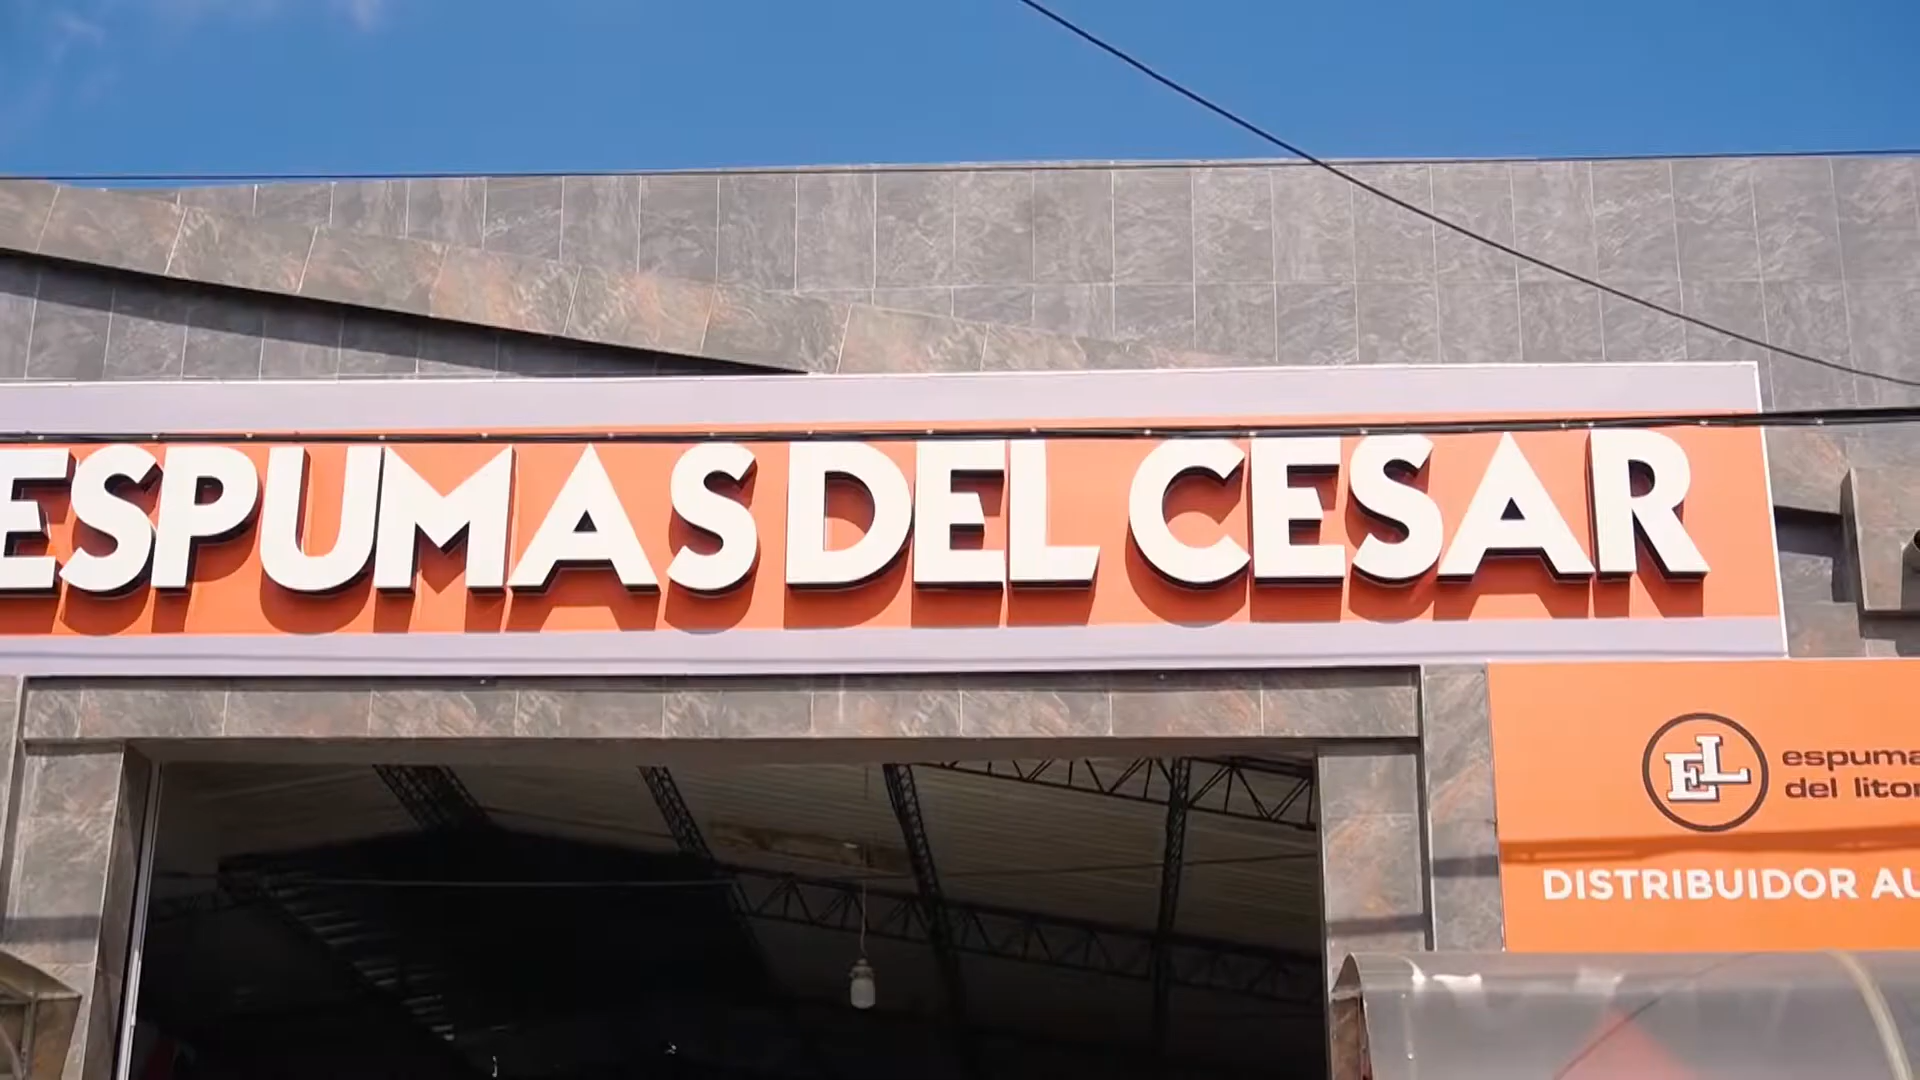 ESPUMAS DEL CESAR
EL
espuma
del litor
DISTRIBUIDOR AU